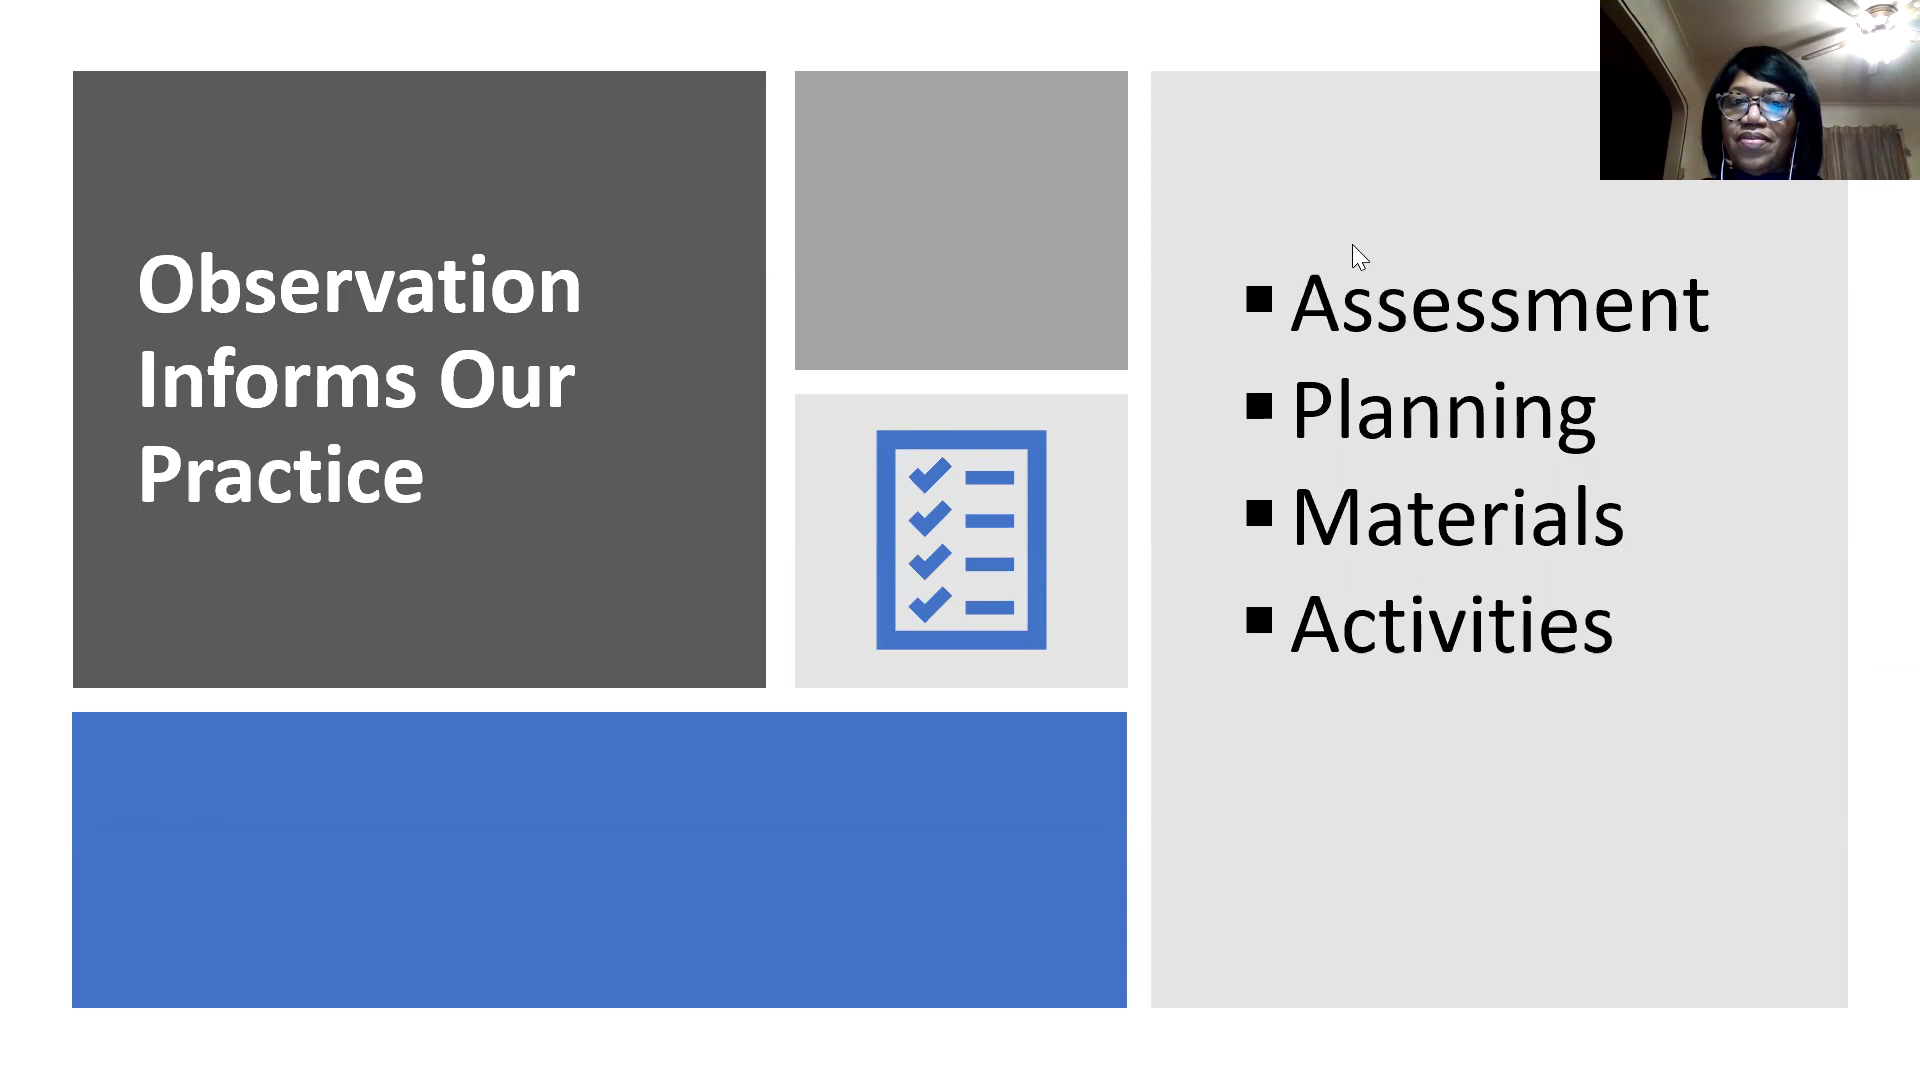 Observation
Informs Our
Practice
▪ Assessment
▪ Planning
▪ Materials
▪ Activities